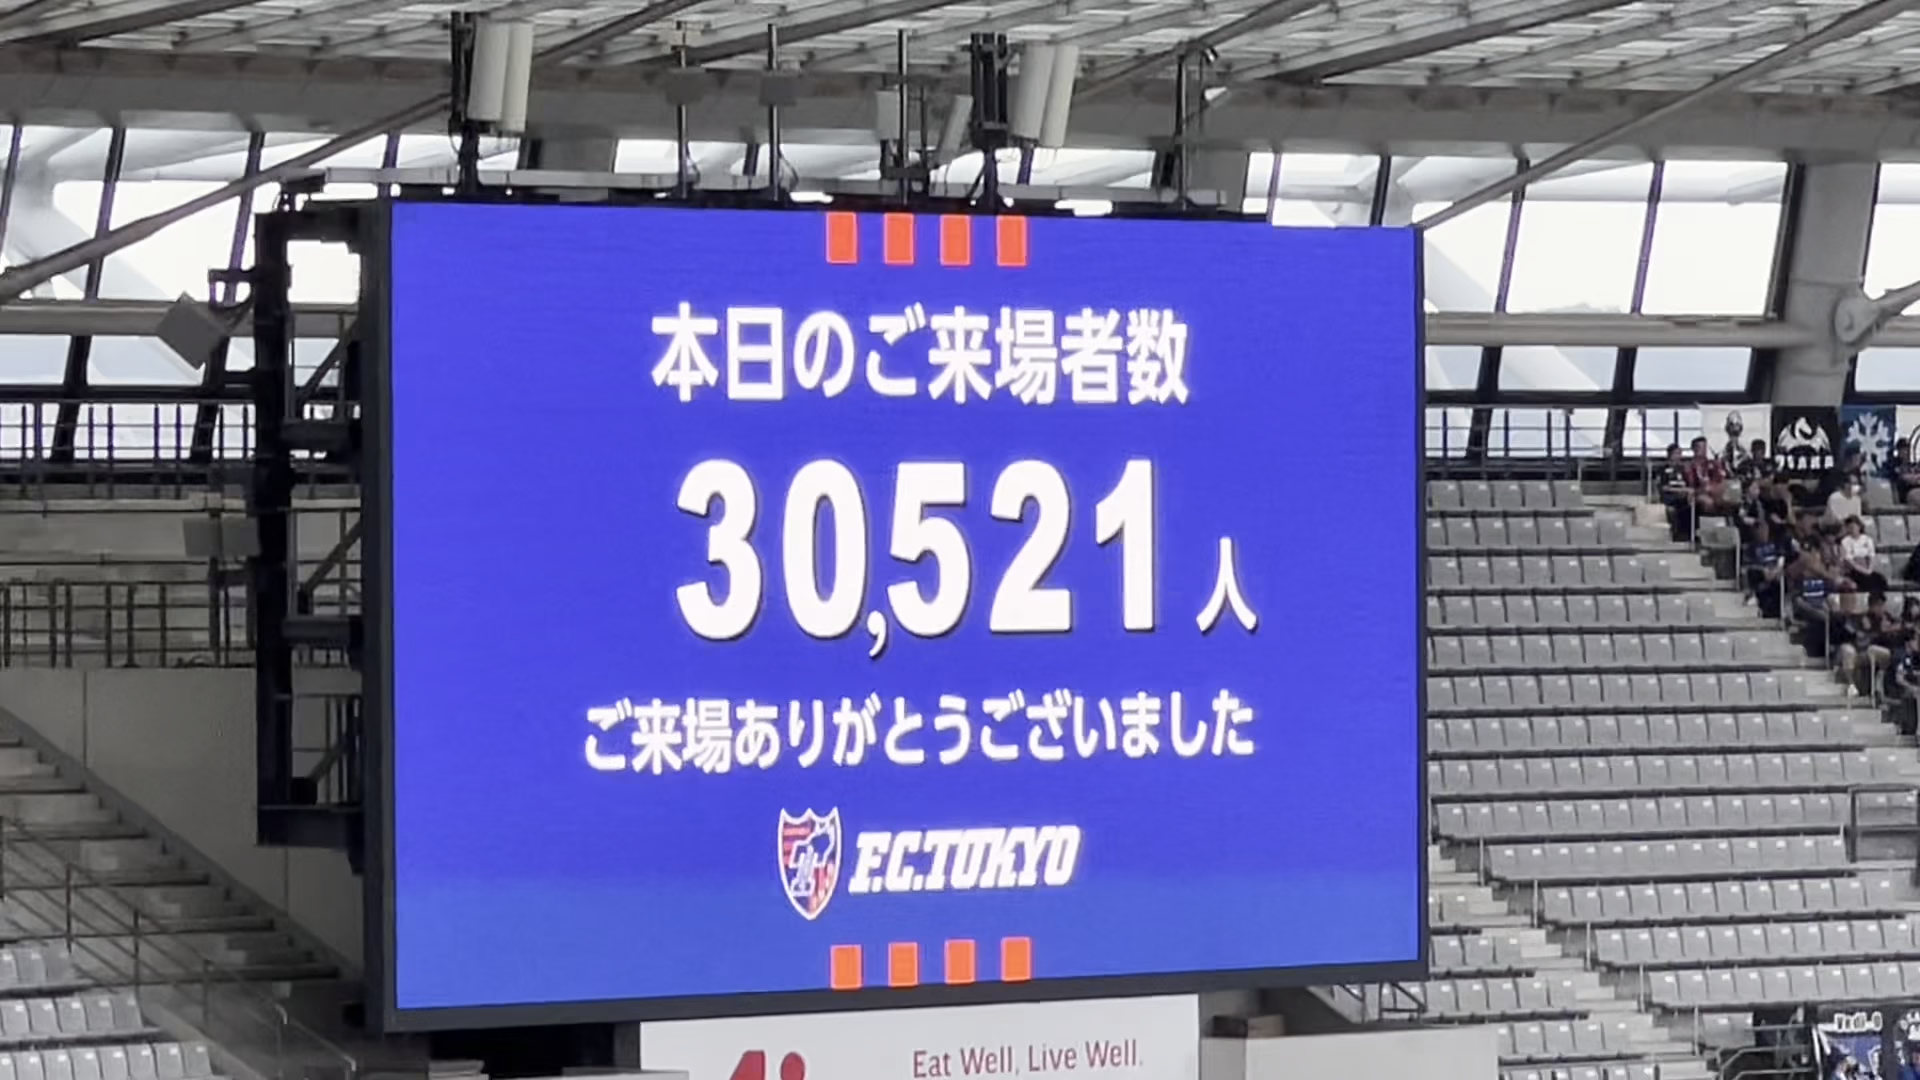 本日のご来場者数
30,521人
ご来場ありがとうございました
F.C.TOKYO
Eat Well, Live Well.